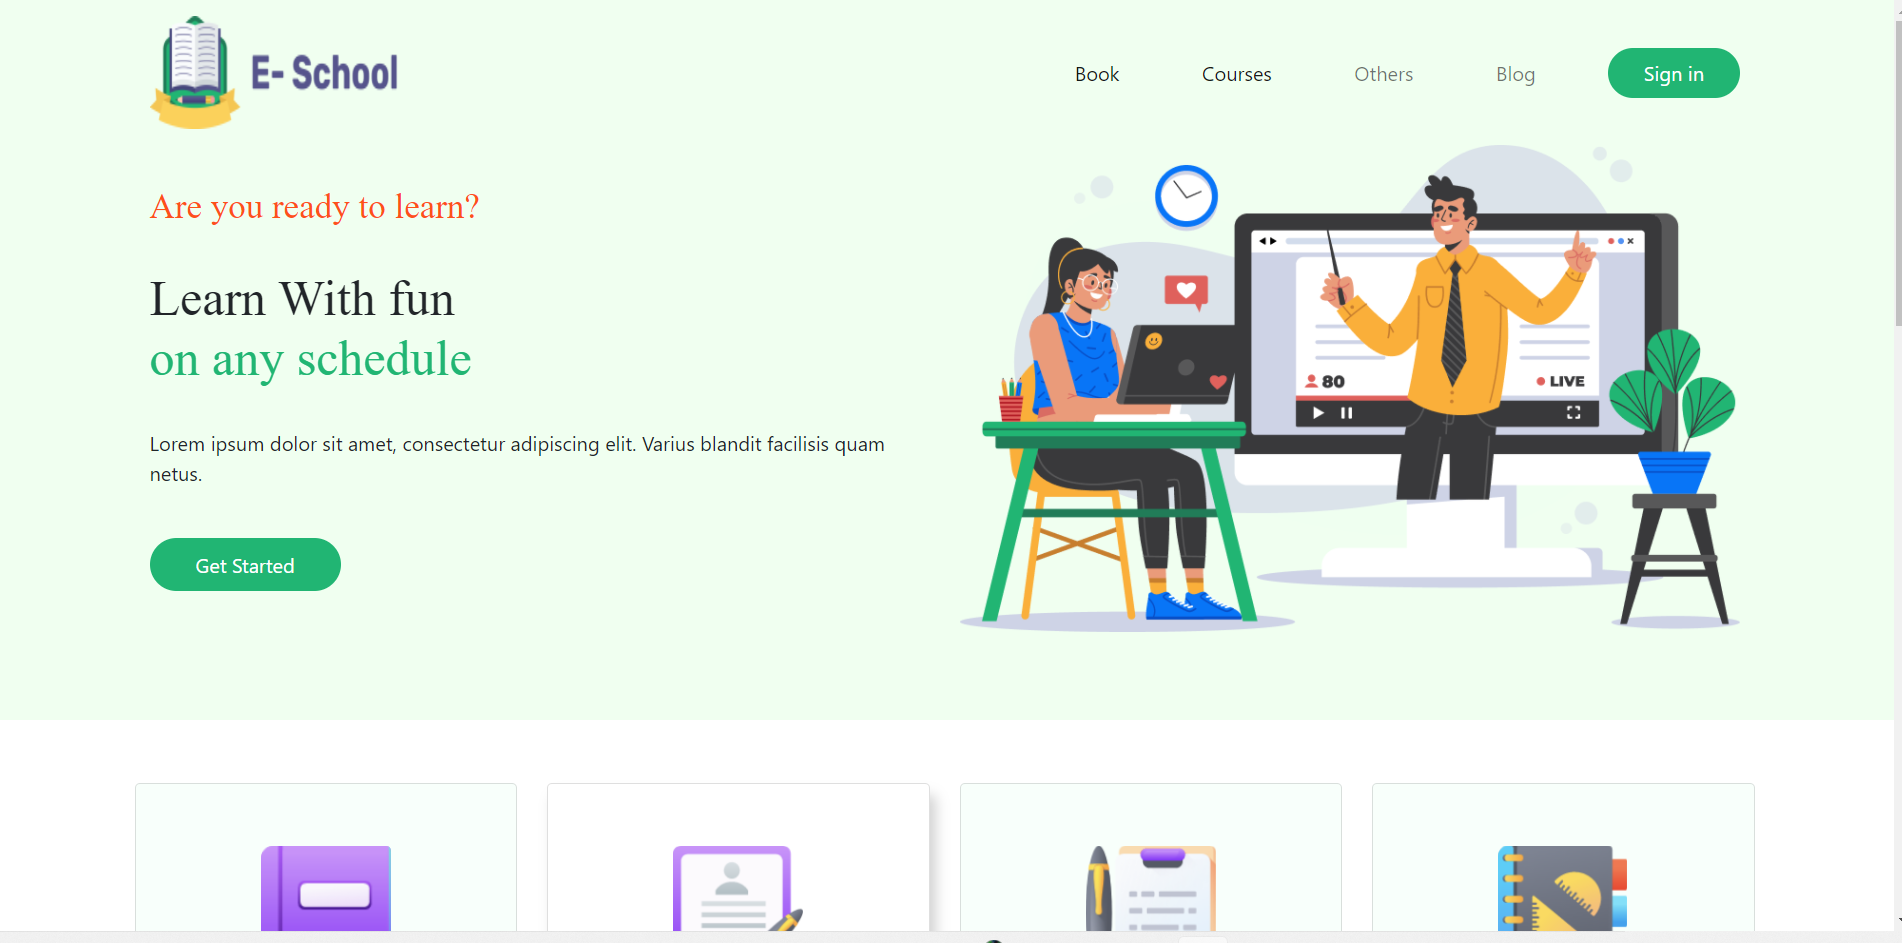 E- School
Book
Courses
Others
Blog
Sign in
Are you ready to learn?
Learn With fun
on any schedule
Lorem ipsum dolor sit amet, consectetur adipiscing elit. Varius blandit facilisis quam
netus.
Get Started
80
LIVE